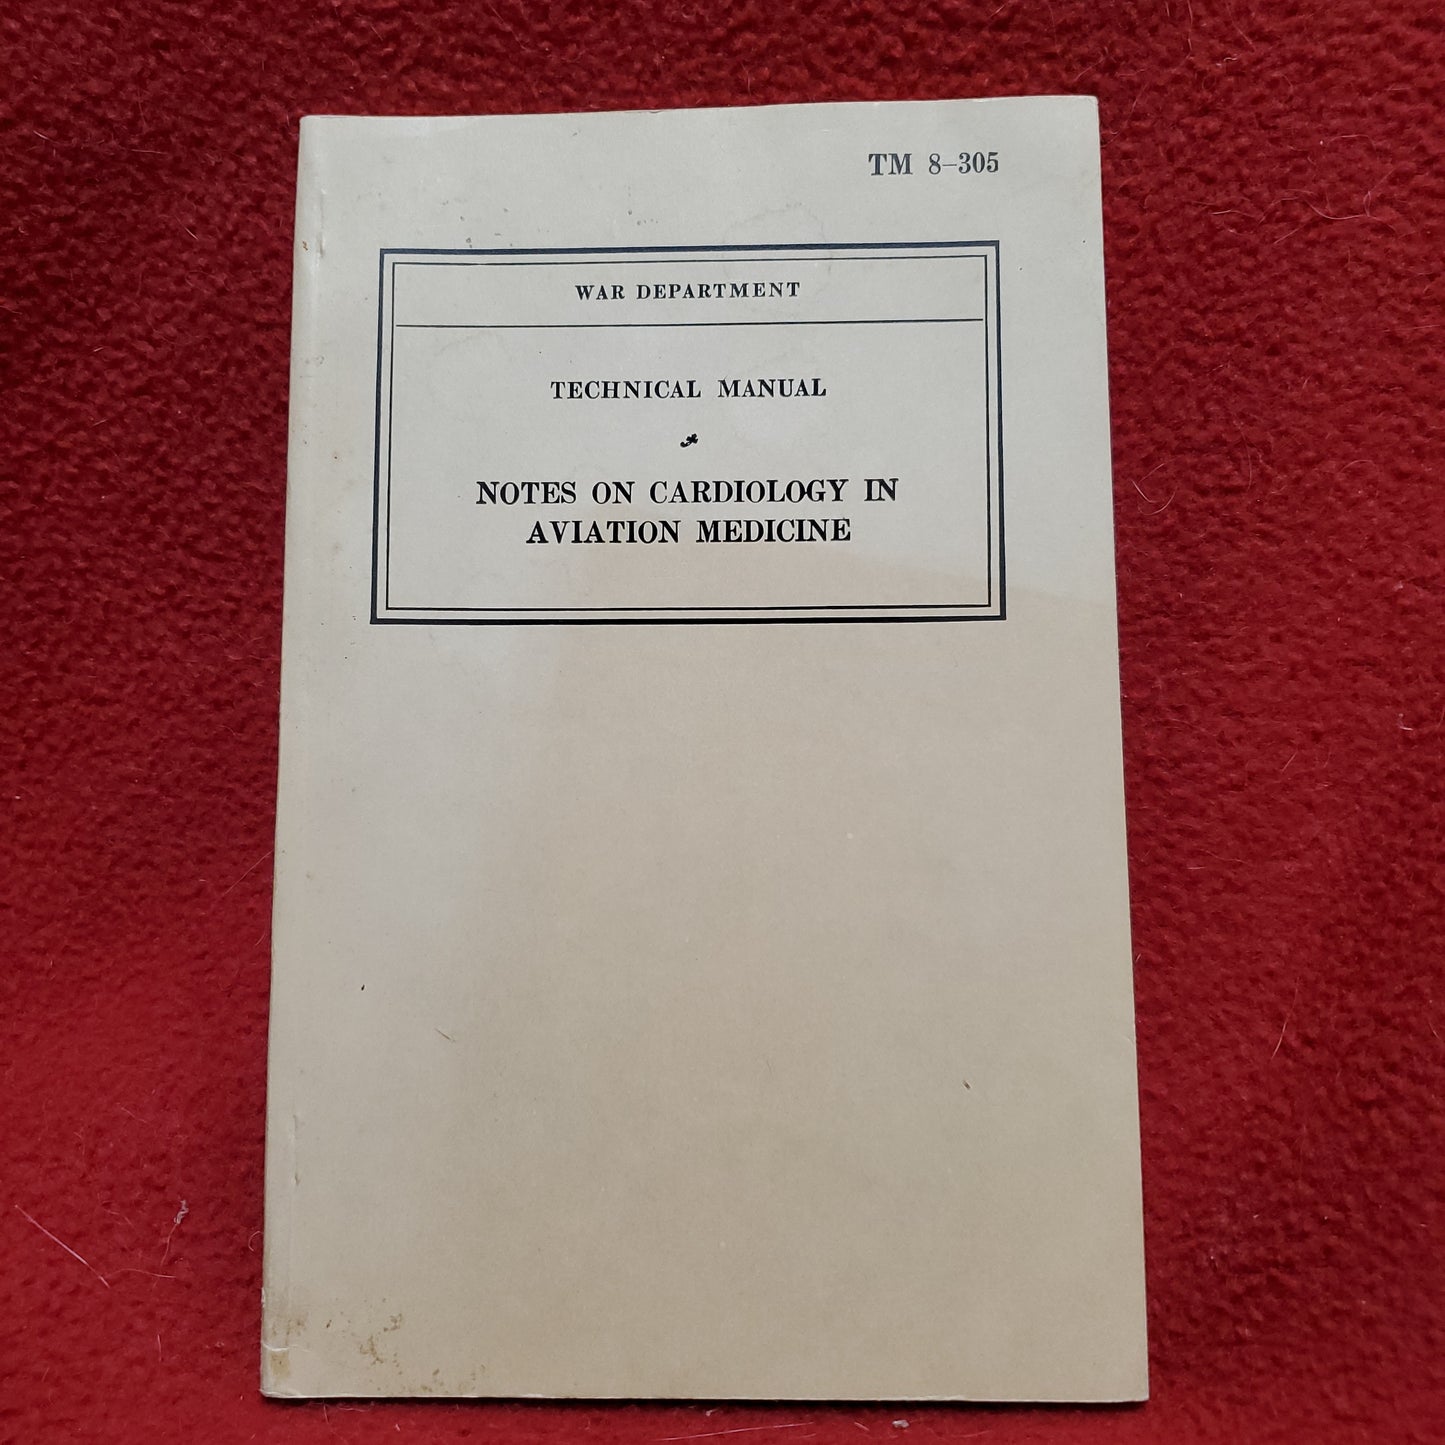 TM 8–305
WAR DEPARTMENT
TECHNICAL MANUAL
NOTES ON CARDIOLOGY IN
AVIATION MEDICINE